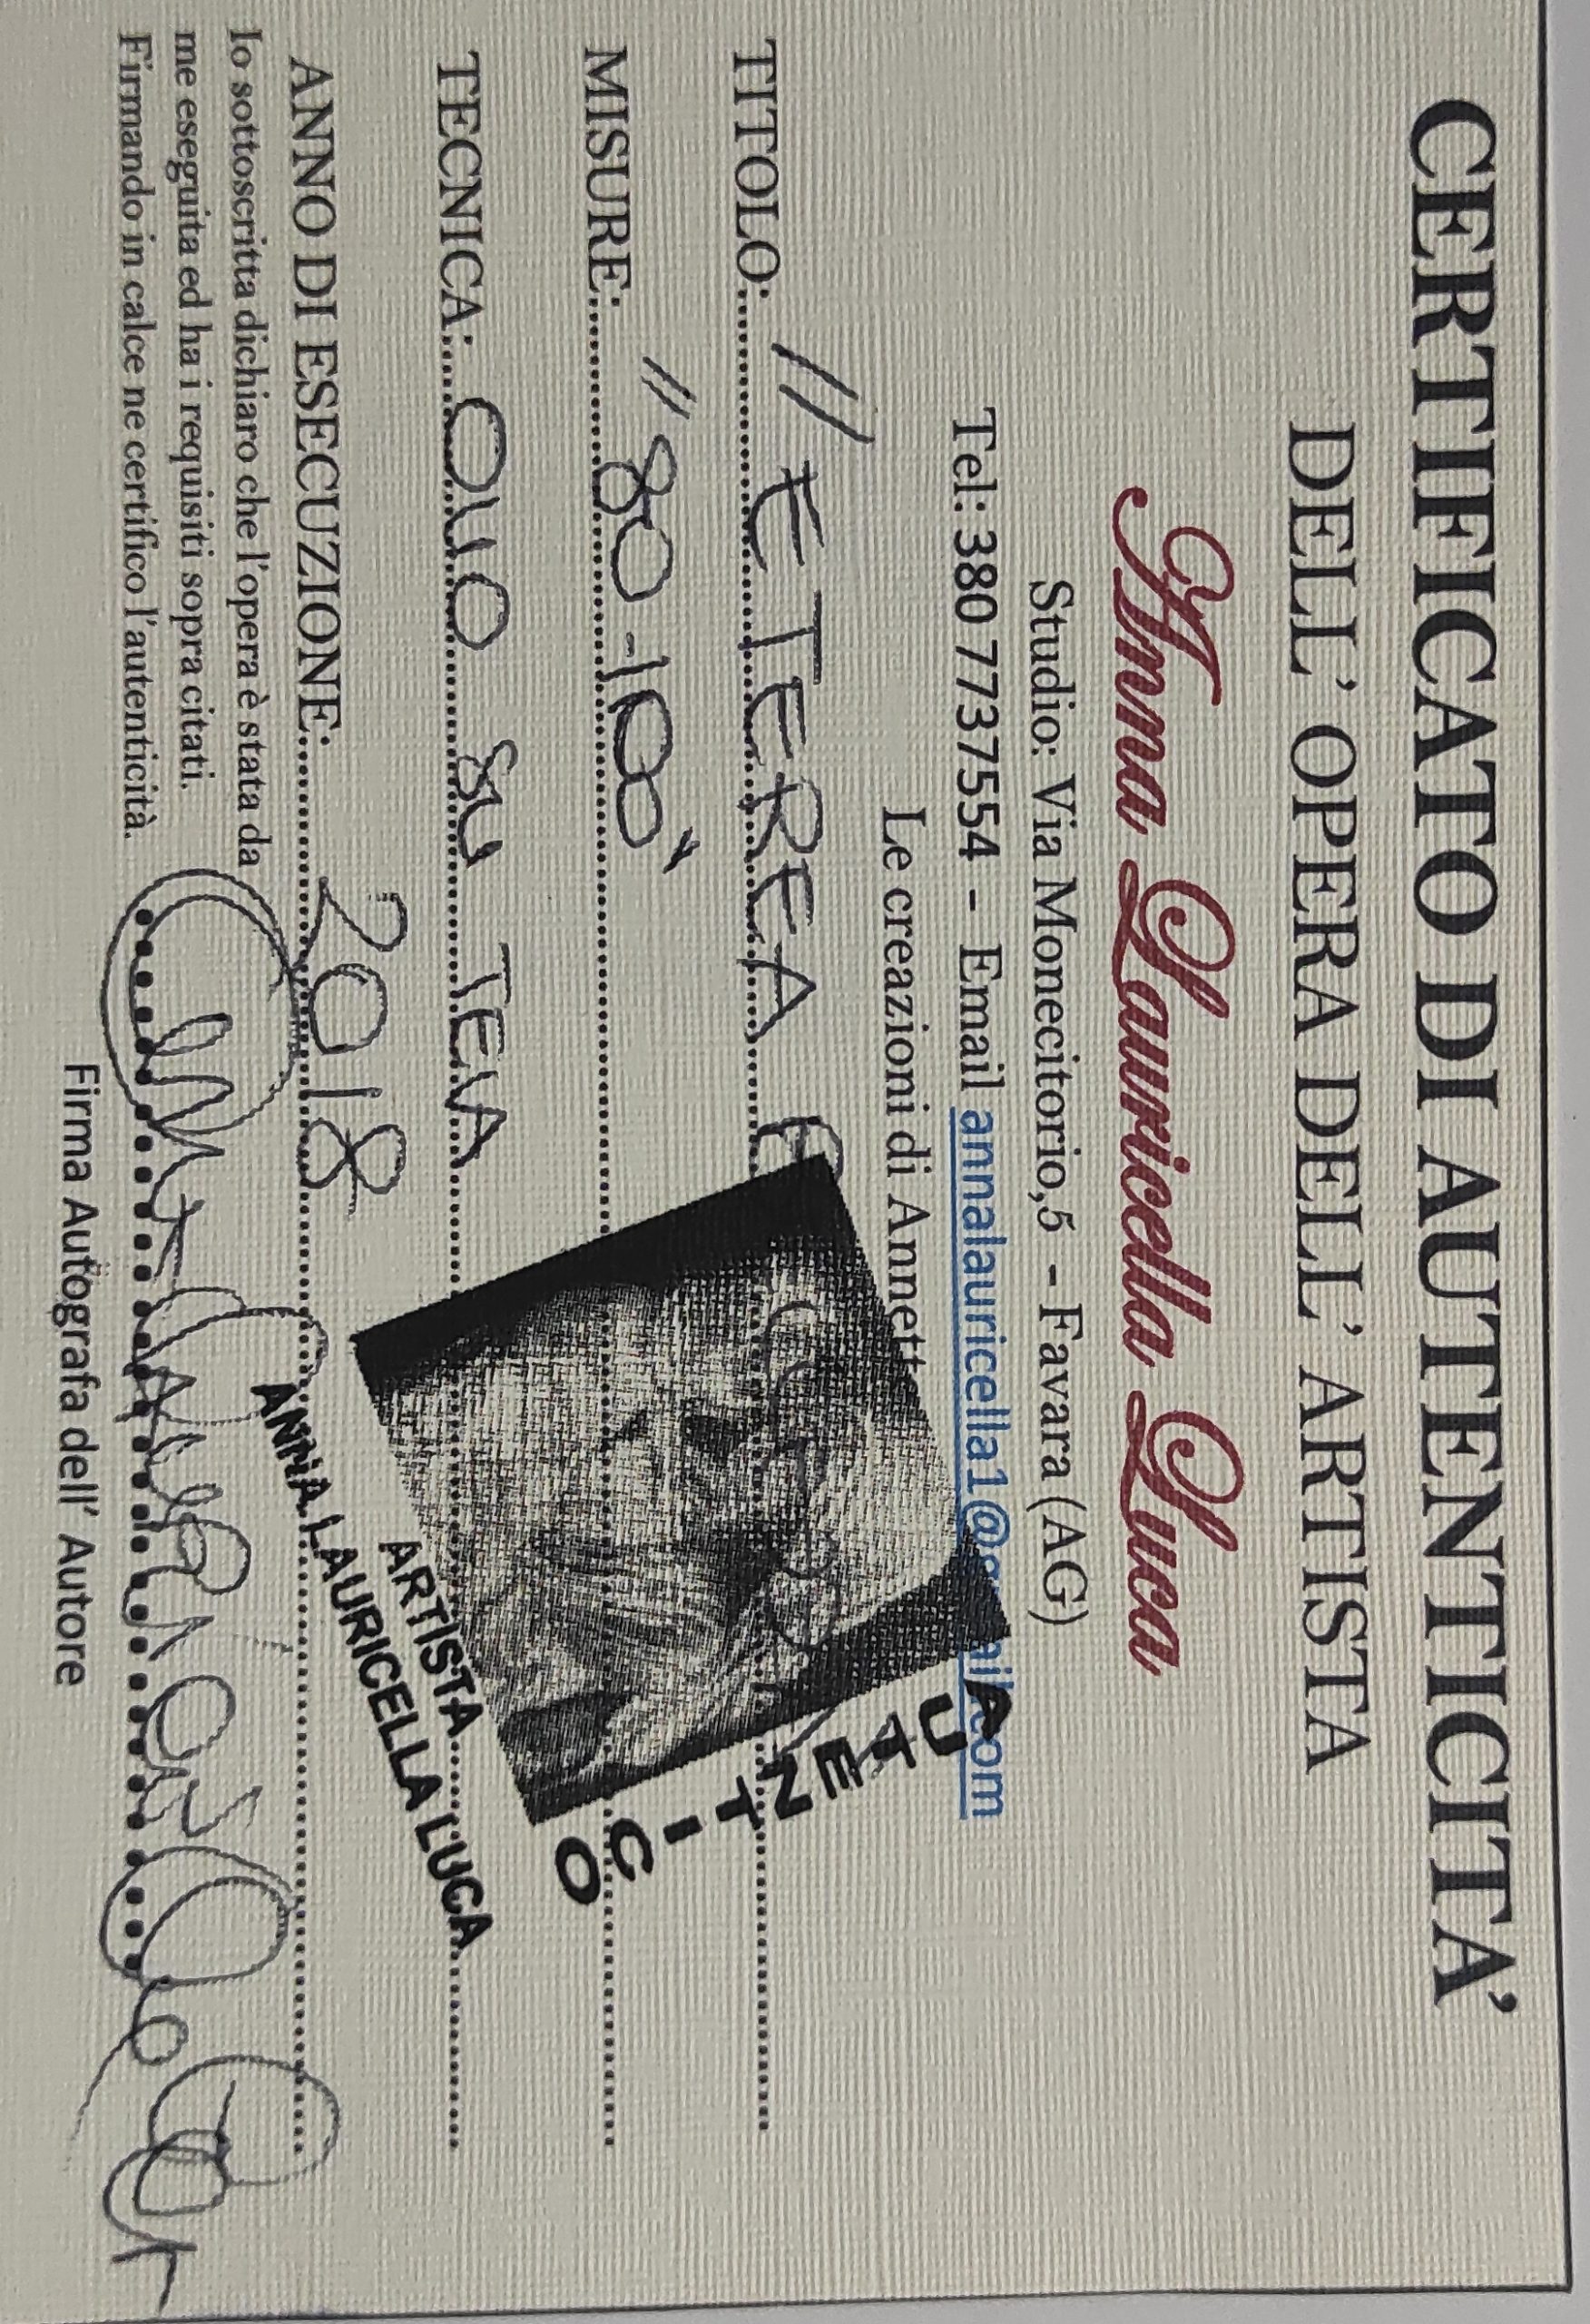 CERTIFICATO DI AUTENTICITA'
DELL' OPERA DELL' ARTISTA
Anna Lauricella Luca
Studio: Via Monecitorio,5 – Favara (AG)
Tel: 380 7737554 – Email annalauricella1@gmail.com
Le creazioni di Annetta
TITOLO: " ETEREA
MISURE: "80-100"
TECNICA: OLIO SU TELA
ANNO DI ESECUZIONE: 2018
Io sottoscritta dichiaro che l'opera è stata da
me eseguita ed ha i requisiti sopra citati.
Firmando in calce ne certifico l'autenticità.
Firma Autografa dell' Autore
AUTENTICO
ARTISTA
ANNA LAURICELLA LUCA